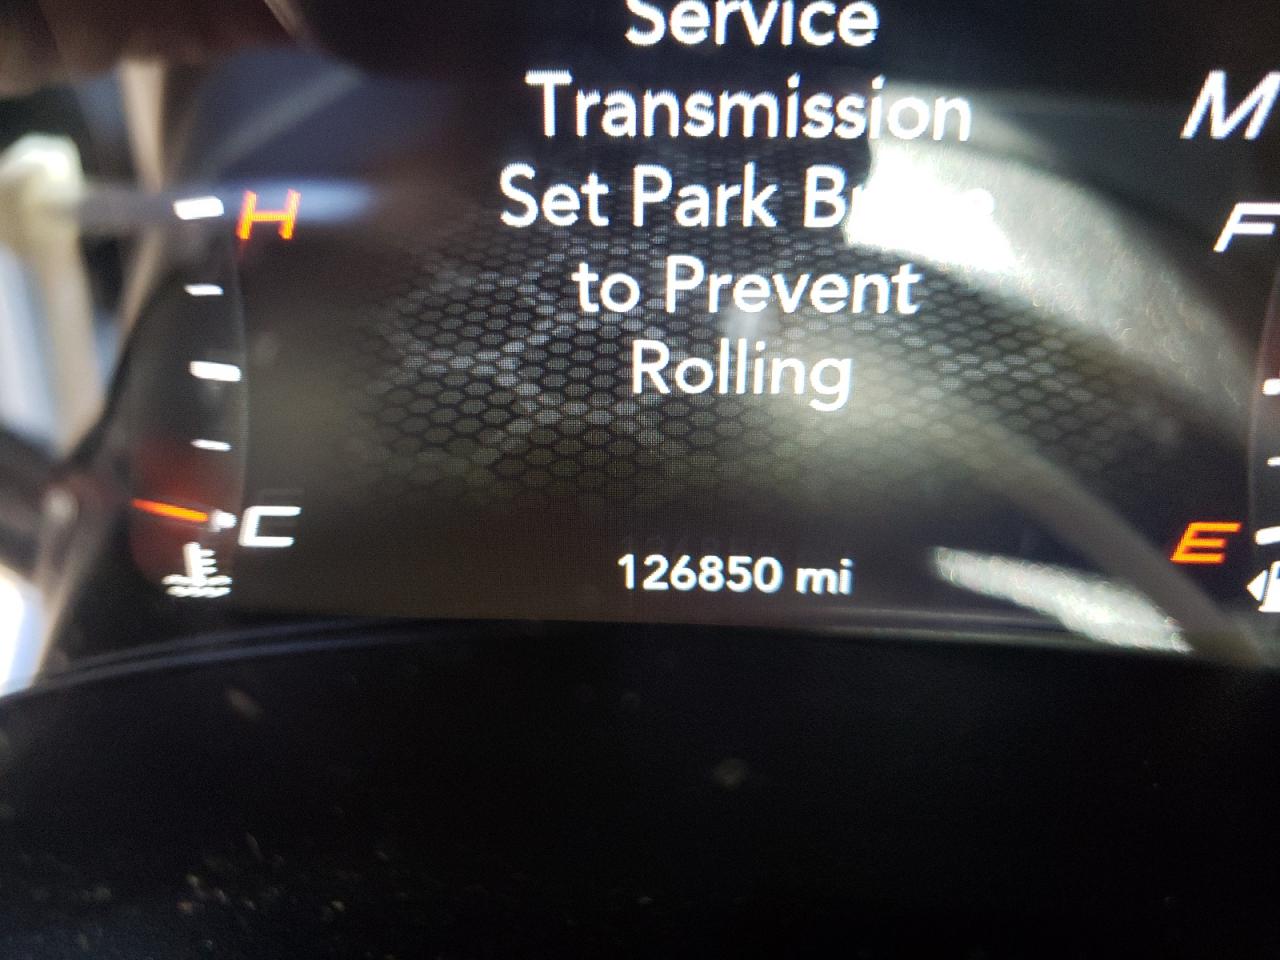 Service
Transmission
Set Park
to Prevent
Rolling
H
C
126850 mi
M
F
E